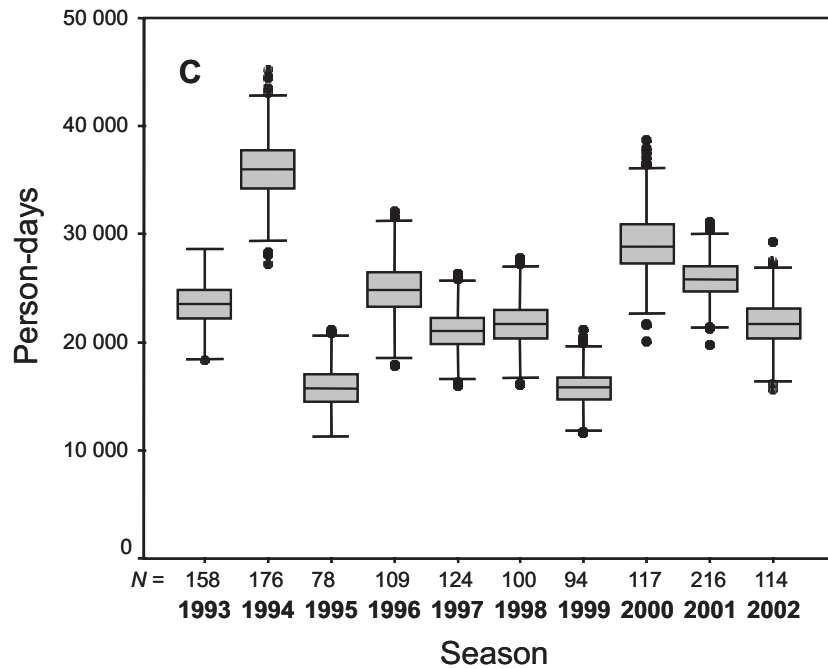 50 000
C
40 000
30 000
20 000
10 000
0
Person-days
N = 158 176 78 109 124 100 94 117 216 114
1993 1994 1995 1996 1997 1998 1999 2000 2001 2002
Season